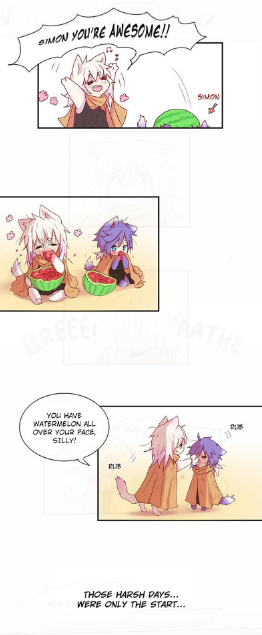 SIMON YOU'RE AWESOME!!
SIMON
YOU HAVE
WATERMELON ALL
OVER YOUR FACE,
SILLY!
RUB
RUB
THOSE HARSH DAYS...
WERE ONLY THE START...